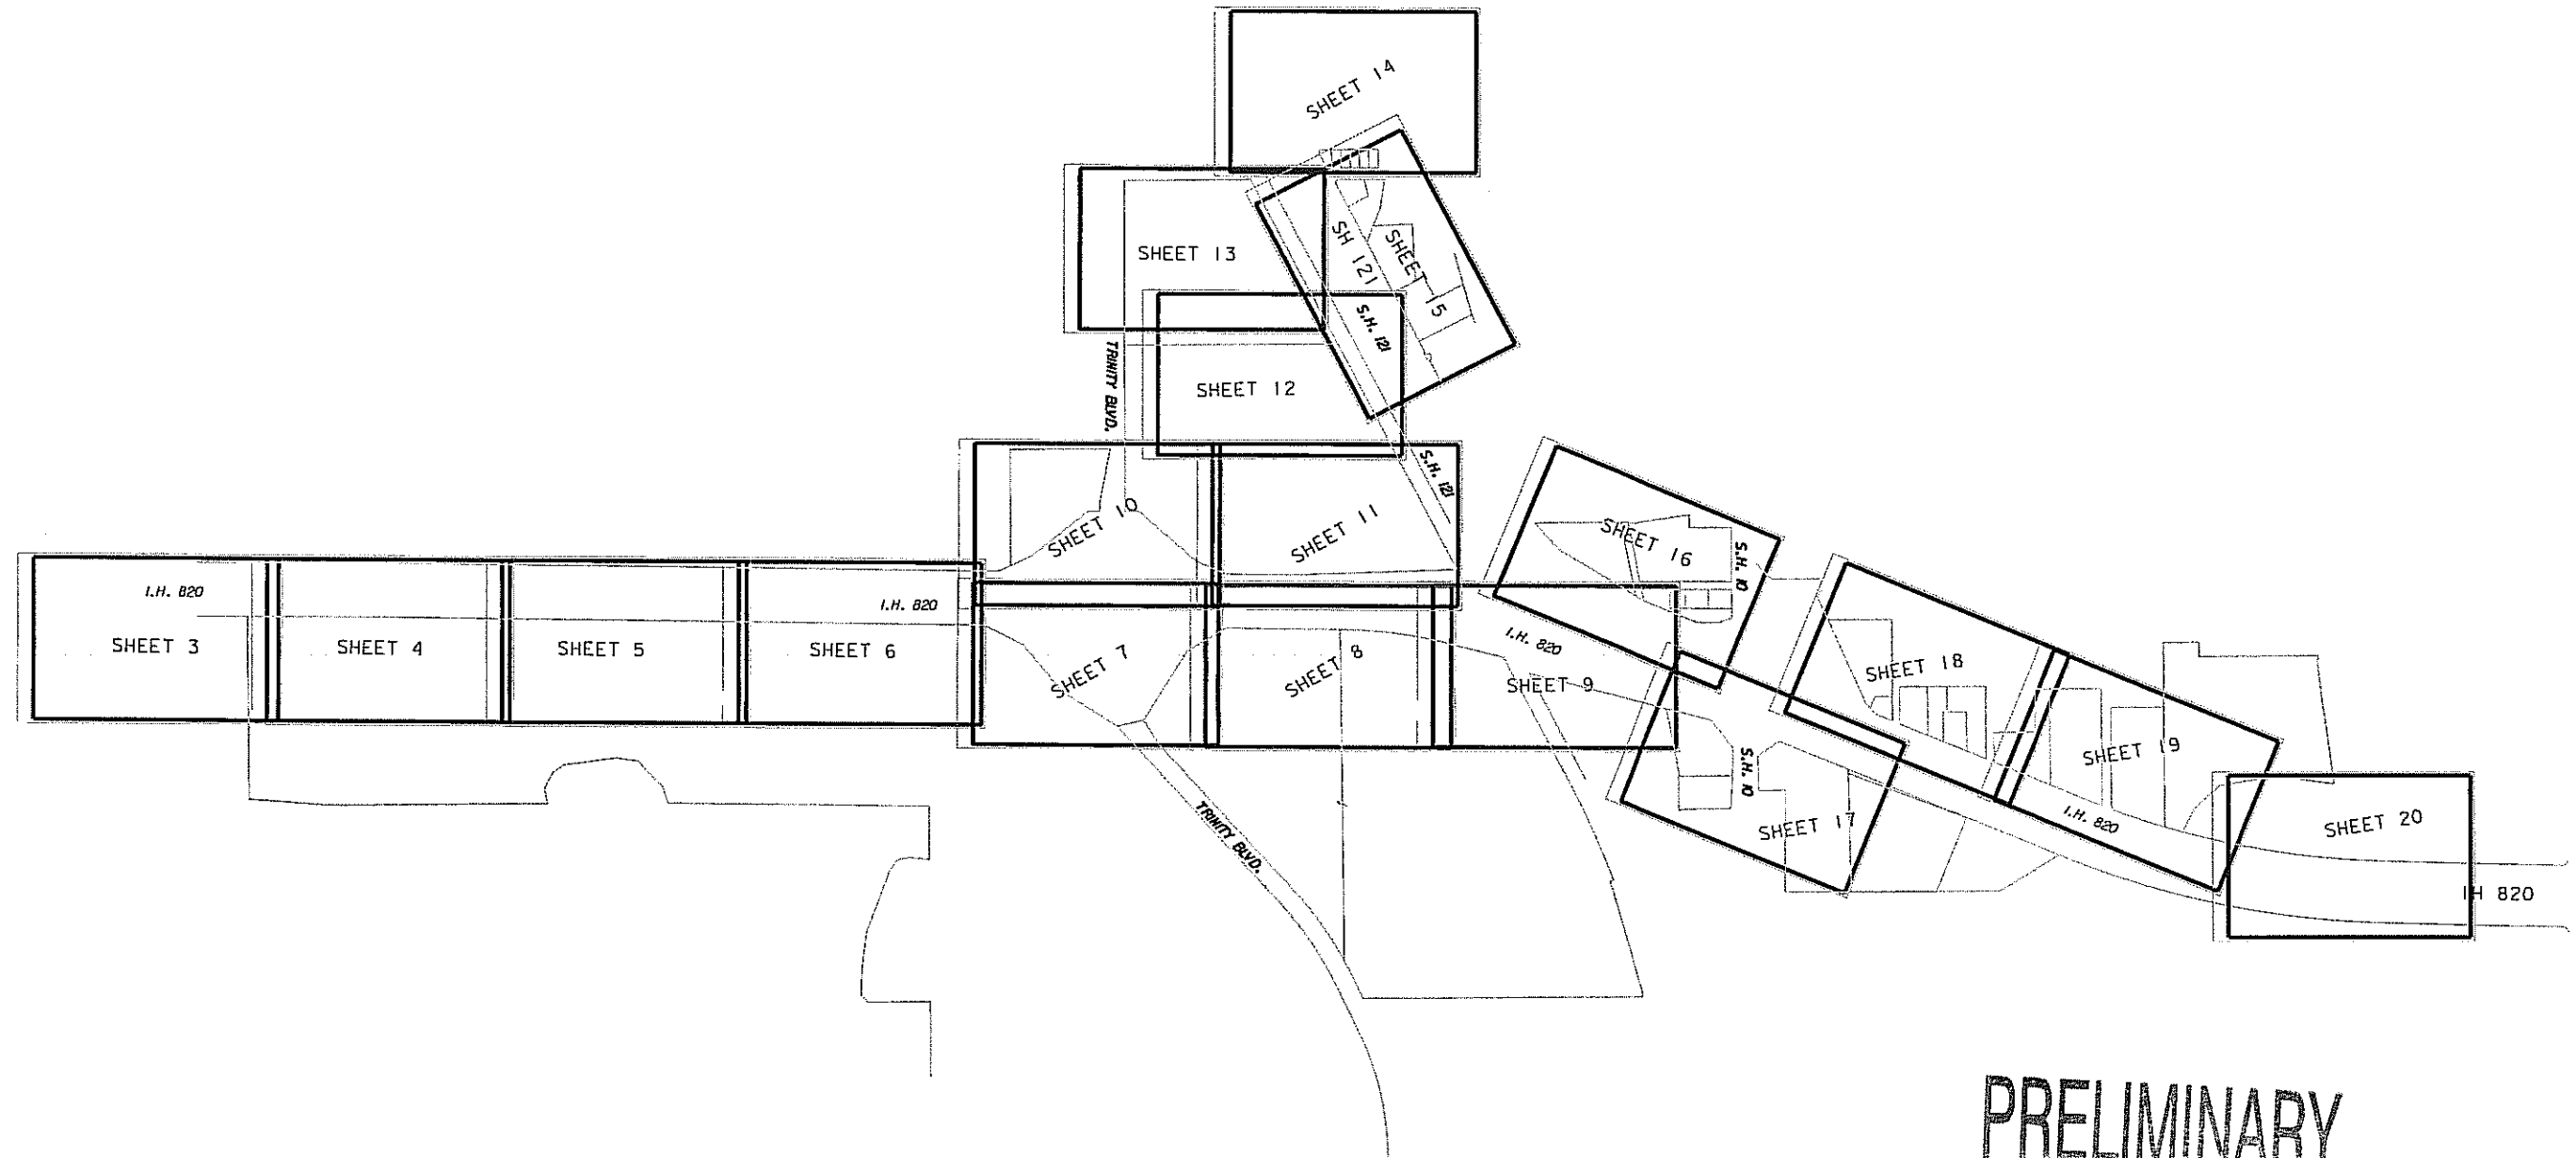 SHEET 14
SHEET 13
SH 121
SHEET 15
S.H. 121
TRINITY BLVD.
SHEET 12
S.H. 121
SHEET 10
SHEET 11
SHEET 16
S.H. 10
I.H. 820
I.H. 820
I.H. 820
SHEET 3
SHEET 4
SHEET 5
SHEET 6
SHEET 7
SHEET 8
SHEET 9
SHEET 18
SHEET 19
S.H. 10
SHEET 17
I.H. 820
SHEET 20
TRINITY BLVD.
IH 820
PRELIMINARY